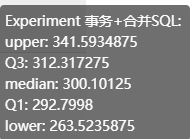 Experiment 事务+合并SQL:
upper: 341.5934875
Q3: 312.317275
median: 300.10125
Q1: 292.7998
lower: 263.5235875